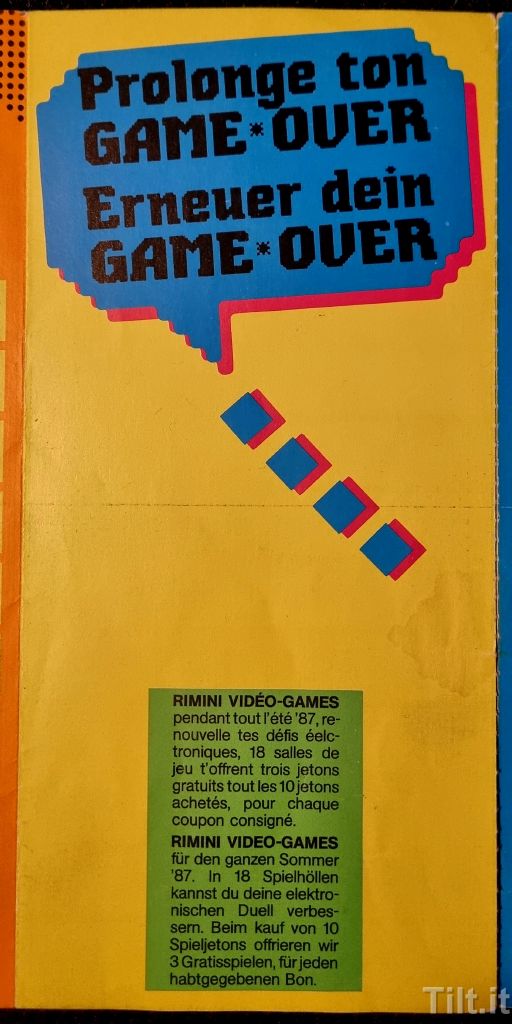 Prolonge ton
GAME*OVER
Erneuer dein
GAME*OVER
RIMINI VIDÉO-GAMES
pendant tout l'été '87, re-
nouvelle tes défis éelc-
troniques, 18 salles de
jeu t'offrent trois jetons
gratuits tout les 10 jetons
achetés, pour chaque
coupon consigné.
RIMINI VIDEO-GAMES
für den ganzen Sommer
'87. In 18 Spielhöllen
kannst du deine elektro-
nischen Duell verbes-
sern. Beim kauf von 10
Spieljetons offrieren wir
3 Gratisspielen, für jeden
habtgegebenen Bon.
Tilt.it